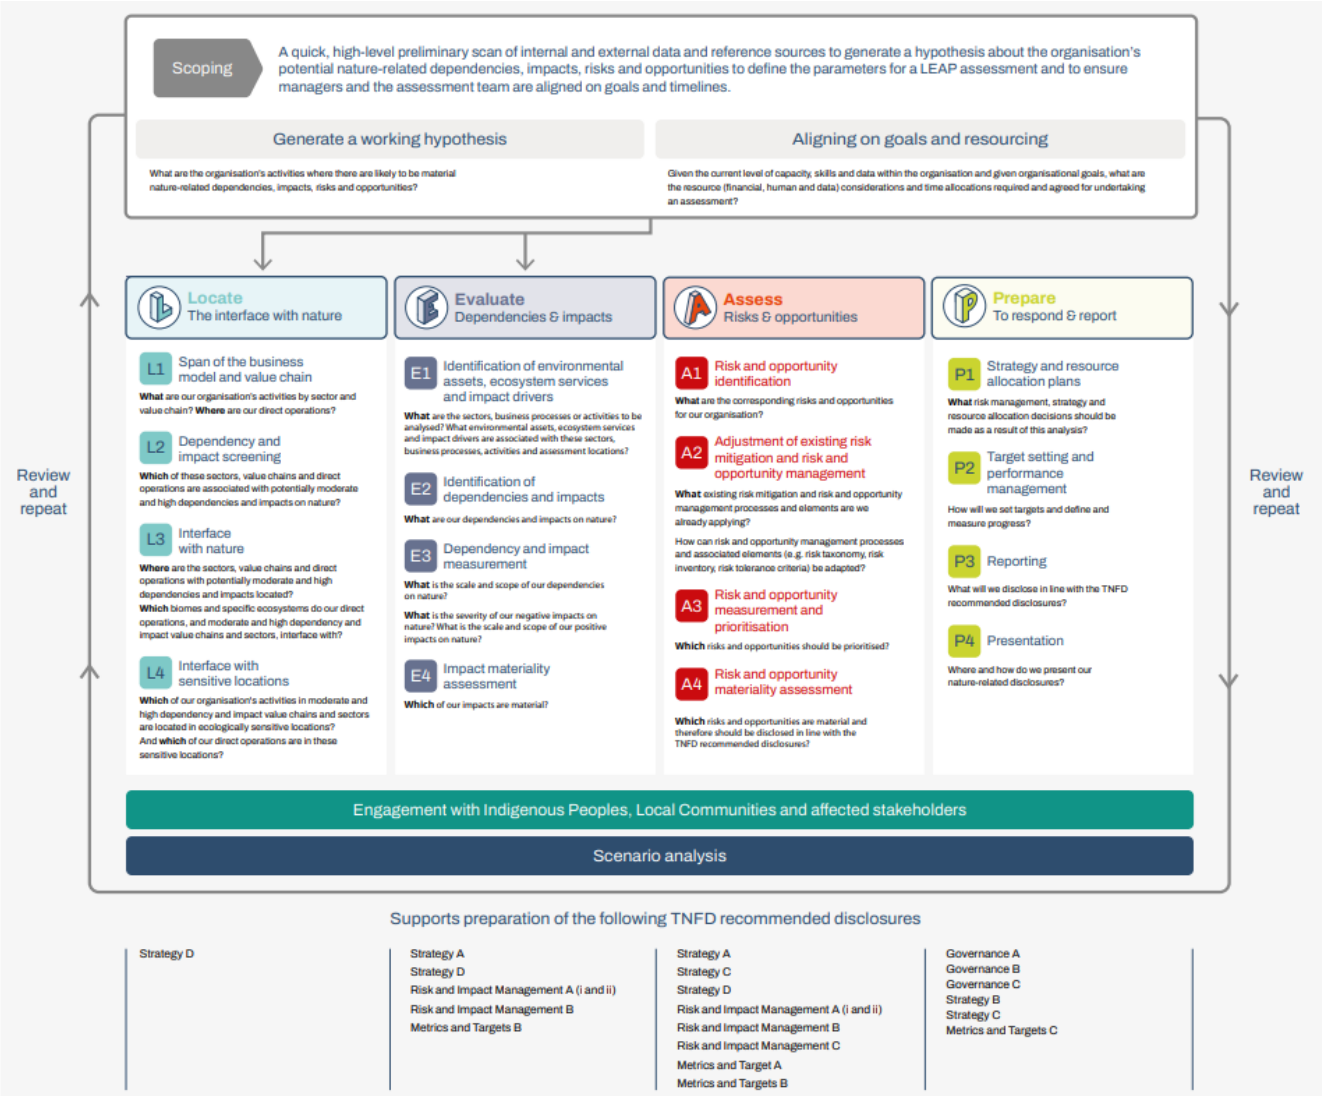 Scoping
A quick, high-level preliminary scan of internal and external data and reference sources to generate a hypothesis about the organisation's
potential nature-related dependencies, impacts, risks and opportunities to define the parameters for a LEAP assessment and to ensure
managers and the assessment team are aligned on goals and timelines.
Generate a working hypothesis
What are the organisation's activities where there are likely to be material
nature-related dependencies, impacts, risks and opportunities?
Aligning on goals and resourcing
Given the current level of capacity, skills and data within the organisation and given organisational goals, what are
the resource (financial, human and data) considerations and time allocations required and agreed for undertaking
an assessment?
Review
and
repeat
Locate
The interface with nature
L1
Span of the business
model and value chain
What are our organisation's activities by sector and
value chain? Where are our direct operations?
L2
Dependency and
impact screening
Which of these sectors, value chains and direct
operations are associated with potentially moderate
and high dependencies and impacts on nature?
L3
Interface
with nature
Where are the sectors, value chains and direct
operations with potentially moderate and high
dependencies and impacts located?
Which biomes and specific ecosystems do our direct
operations, and moderate and high dependency and
impact value chains and sectors, interface with?
L4
Interface with
sensitive locations
Which of our organisation's activities in moderate and
high dependency and impact value chains and sectors
are located in ecologically sensitive locations?
And which of our direct operations are in these
sensitive locations?
Evaluate
Dependencies & impacts
E1
Identification of environmental
assets, ecosystem services
and impact drivers
What are the sectors, business processes or activities to be
analysed? What environmental assets, ecosystem services
and impact drivers are associated with these sectors,
business processes, activities and assessment locations?
E2
Identification of
dependencies and impacts
What are our dependencies and impacts on nature?
E3
Dependency and impact
measurement
What is the scale and scope of our dependencies
on nature?
What is the severity of our negative impacts on
nature? What is the scale and scope of our positive
impacts on nature?
E4
Impact materiality
assessment
Which of our impacts are material?
Assess
Risks & opportunities
A1
Risk and opportunity
identification
What are the corresponding risks and opportunities
for our organisation?
A2
Adjustment of existing risk
mitigation and risk and
opportunity management
What existing risk mitigation and risk and opportunity
management processes and elements are we
already applying?
How can risk and opportunity management processes
and associated elements (e.g. risk taxonomy, risk
inventory, risk tolerance criteria) be adapted?
A3
Risk and opportunity
measurement and
prioritisation
Which risks and opportunities should be prioritised?
A4
Risk and opportunity
materiality assessment
Which risks and opportunities are material and
therefore should be disclosed in line with the
TNFD recommended disclosures?
Prepare
To respond & report
P1
Strategy and resource
allocation plans
What risk management, strategy and
resource allocation decisions should be
made as a result of this analysis?
P2
Target setting and
performance
management
How will we set targets and define and
measure progress?
P3
Reporting
What will we disclose in line with the TNFD
recommended disclosures?
P4
Presentation
Where and how do we present our
nature-related disclosures?
Review
and
repeat
Engagement with Indigenous Peoples, Local Communities and affected stakeholders
Scenario analysis
Supports preparation of the following TNFD recommended disclosures
Strategy D
Strategy A
Strategy D
Risk and Impact Management A (i and ii)
Risk and Impact Management B
Metrics and Targets B
Strategy A
Strategy C
Strategy D
Risk and Impact Management A (i and ii)
Risk and Impact Management B
Risk and Impact Management C
Metrics and Target A
Metrics and Targets B
Governance A
Governance B
Governance C
Strategy B
Strategy C
Metrics and Targets C